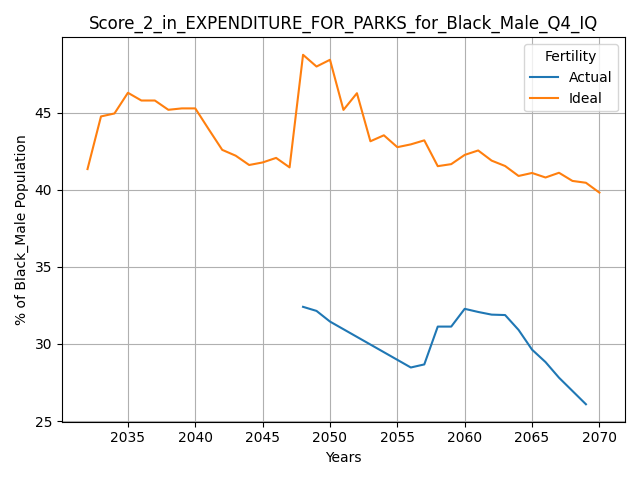 Score_2_in_EXPENDITURE_FOR_PARKS_for_Black_Male_Q4_IQ
Fertility
Actual
Ideal
% of Black_Male Population
45
40
35
30
25
2035 2040 2045 2050 2055 2060 2065 2070
Years